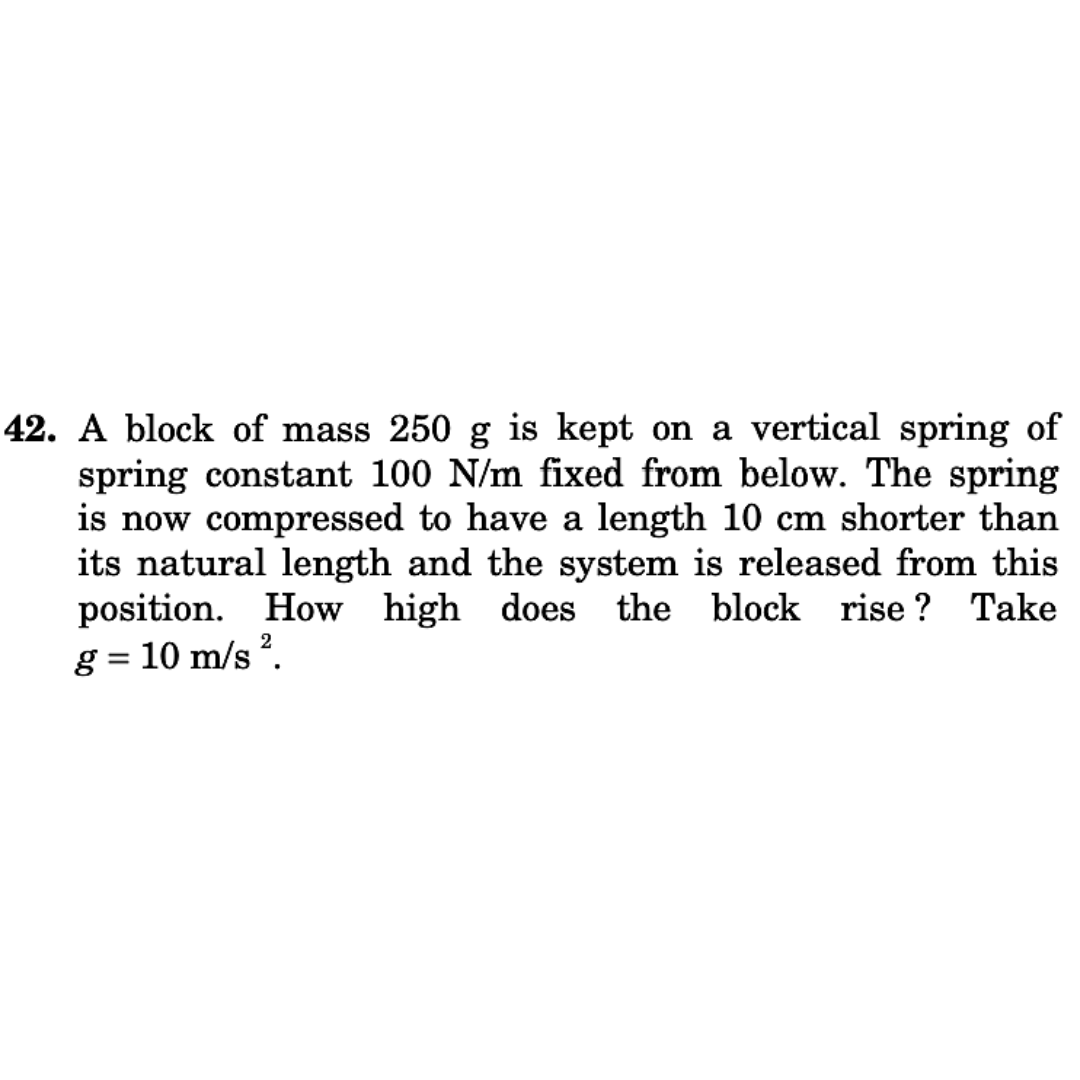 42. A block of mass 250 g is kept on a vertical spring of
spring constant 100 N/m fixed from below. The spring
is now compressed to have a length 10 cm shorter than
its natural length and the system is released from this
position. How high does the block rise ? Take
g = 10 m/s ².